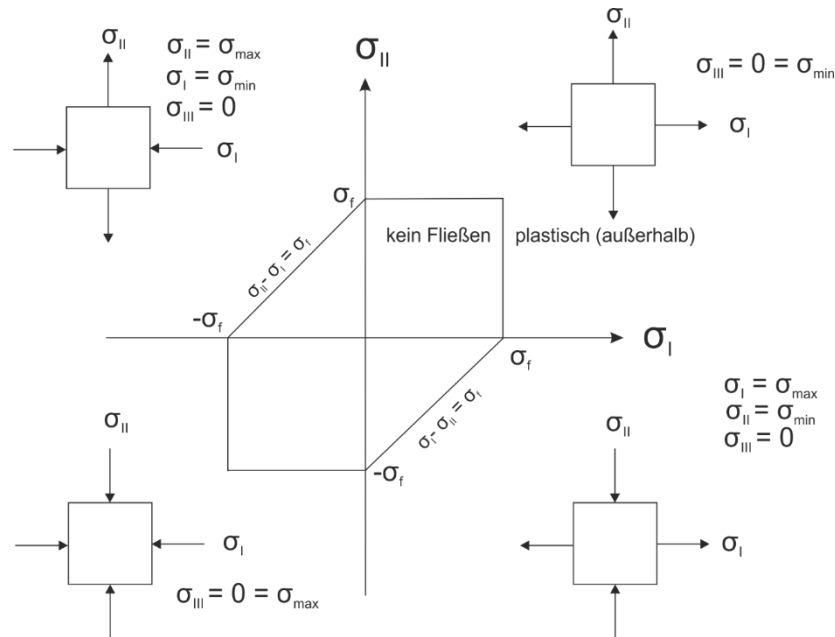 σII
σII = σmax
σI = σmin
σIII = 0
σI
σII
σII
σIII = 0 = σmin
σI
σf
kein Fließen
plastisch (außerhalb)
σII - σI = σf
-σf
σI
σf
σI - σII = σf
-σf
σI = σmax
σII = σmin
σIII = 0
σII
σI
σIII = 0 = σmax
σII
σI